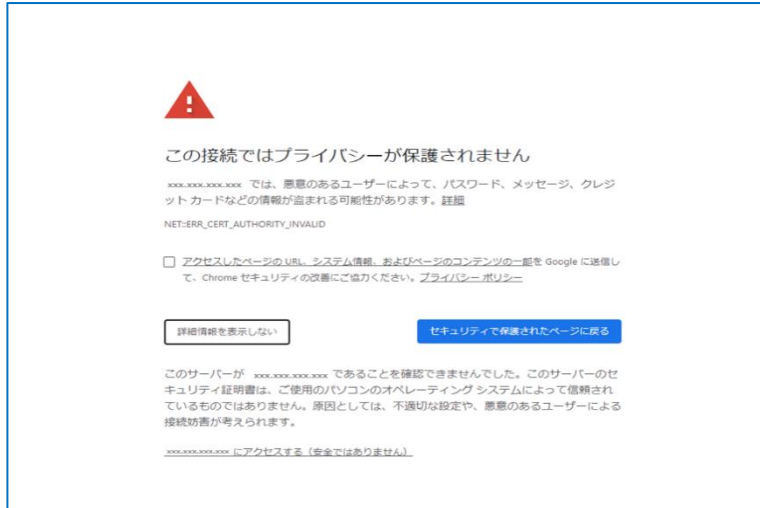 この接続ではプライバシーが保護されません
xxx.xxx.xxx.xxx では、悪意のあるユーザーによって、パスワード、メッセージ、クレジ
ット カードなどの情報が盗まれる可能性があります。詳細
NET::ERR_CERT_AUTHORITY_INVALID
アクセスしたページの URL、システム情報、およびページのコンテンツの一部を Google に送信し
て、Chrome セキュリティの改善にご協力ください。プライバシー ポリシー
詳細情報を表示しない
セキュリティで保護されたページに戻る
このサーバーが xxx.xxx.xxx.xxx であることを確認できませんでした。このサーバーのセ
キュリティ証明書は、ご使用のパソコンのオペレーティング システムによって信頼され
ているものではありません。原因としては、不適切な設定や、悪意のあるユーザーによる
接続妨害が考えられます。
xxx.xxx.xxx.xxx にアクセスする（安全ではありません）